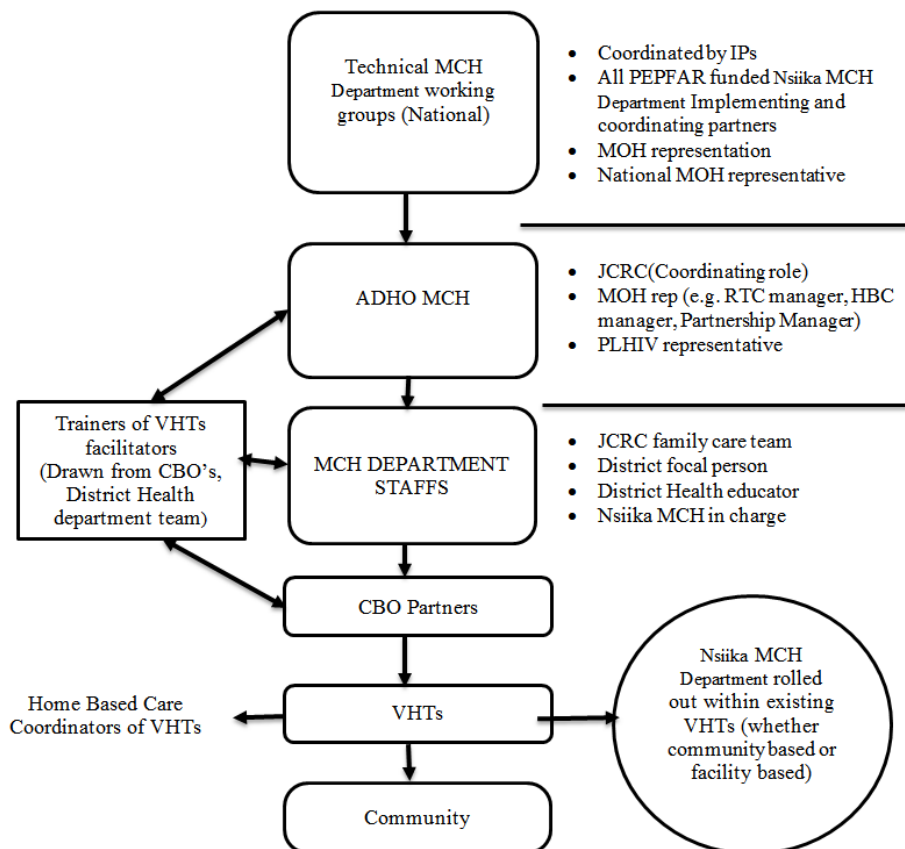 Technical MCH
Department working
groups (National)
• Coordinated by IPs
• All PEPFAR funded Nsiika MCH
Department Implementing and
coordinating partners
• MOH representation
• National MOH representative
ADHO MCH
• JCRC(Coordinating role)
• MOH rep (e.g. RTC manager, HBC
manager, Partnership Manager)
• PLHIV representative
Trainers of VHTs
facilitators
(Drawn from CBO's,
District Health
department team)
MCH DEPARTMENT
STAFFS
• JCRC family care team
• District focal person
• District Health educator
• Nsiika MCH in charge
CBO Partners
Home Based Care
Coordinators of VHTs
VHTs
Nsiika MCH
Department rolled
out within existing
VHTs (whether
community based or
facility based)
Community